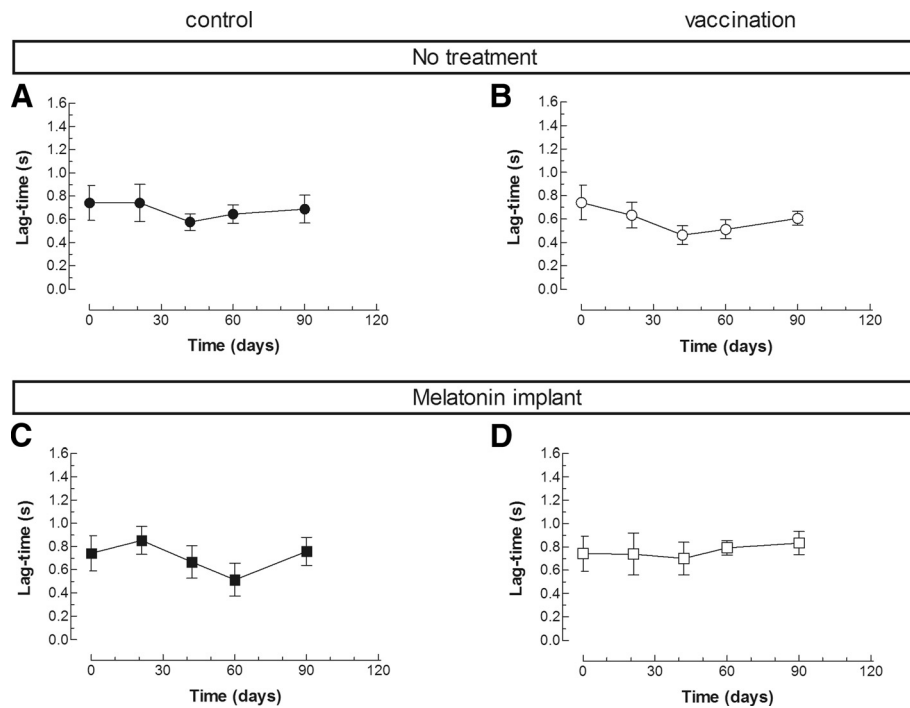 control vaccination
No treatment
A B
1.6 1.6
1.4 1.4
1.2 1.2
1.0 1.0
0.8 0.8
0.6 0.6
0.4 0.4
0.2 0.2
0.0 0.0
Lag-time (s) Lag-time (s)
0 30 60 90 120 0 30 60 90 120
Time (days) Time (days)
Melatonin implant
C D
1.6 1.6
1.4 1.4
1.2 1.2
1.0 1.0
0.8 0.8
0.6 0.6
0.4 0.4
0.2 0.2
0.0 0.0
Lag-time (s) Lag-time (s)
0 30 60 90 120 0 30 60 90 120
Time (days) Time (days)